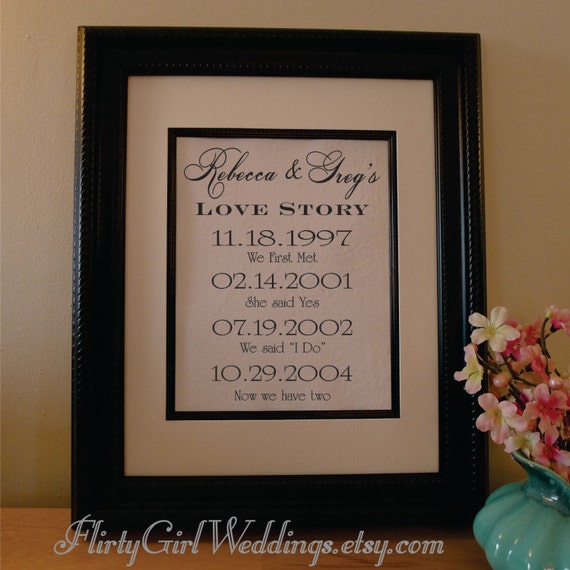 Rebecca & Greg's
Love Story
11.18.1997
We First Met
02.14.2001
She said Yes
07.19.2002
We said “I Do”
10.29.2004
Now we have two
FlirtyGirlWeddings.etsy.com